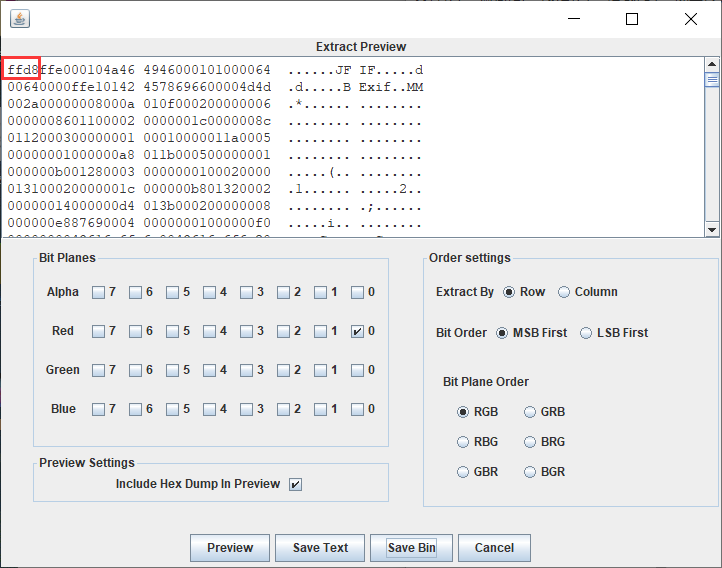 Extract Preview
ffd8ffe000104a46 4946000101000064 ......JF IF.....d
00640000ffe10142 4578696600004d4d .d.....B Exif..MM
002a00000008000a 010f000200000006 .*...... ........
0000008601100002 0000001c0000008c ........ ........
0112000300000001 00010000011a0005 ........ ........
00000001000000a8 011b000500000001 ........ ........
000000b001280003 0000000100020000 .....(.. ........
013100020000001c 000000b801320002 .1...... .....2..
00000014000000d4 013b000200000008 ........ .;......
000000e887690004 00000001000000f0 .....i.. ........
Bit Planes
Alpha 7 6 5 4 3 2 1 0
Red 7 6 5 4 3 2 1 0
Green 7 6 5 4 3 2 1 0
Blue 7 6 5 4 3 2 1 0
Preview Settings
Include Hex Dump In Preview
Order settings
Extract By Row Column
Bit Order MSB First LSB First
Bit Plane Order
RGB GRB
RBG BRG
GBR BGR
Preview Save Text Save Bin Cancel